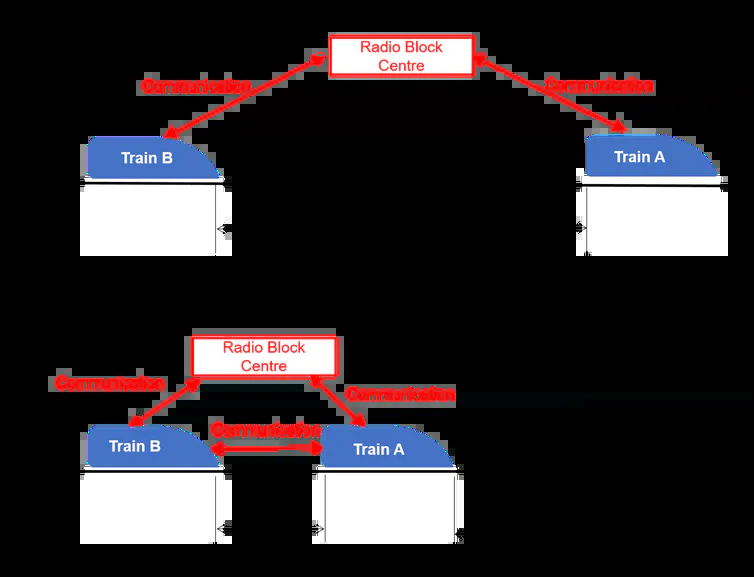 Radio Block
Centre
Communication
Communication
Train B
Train A
Radio Block
Centre
Communication
Communication
Communication
Train B
Train A